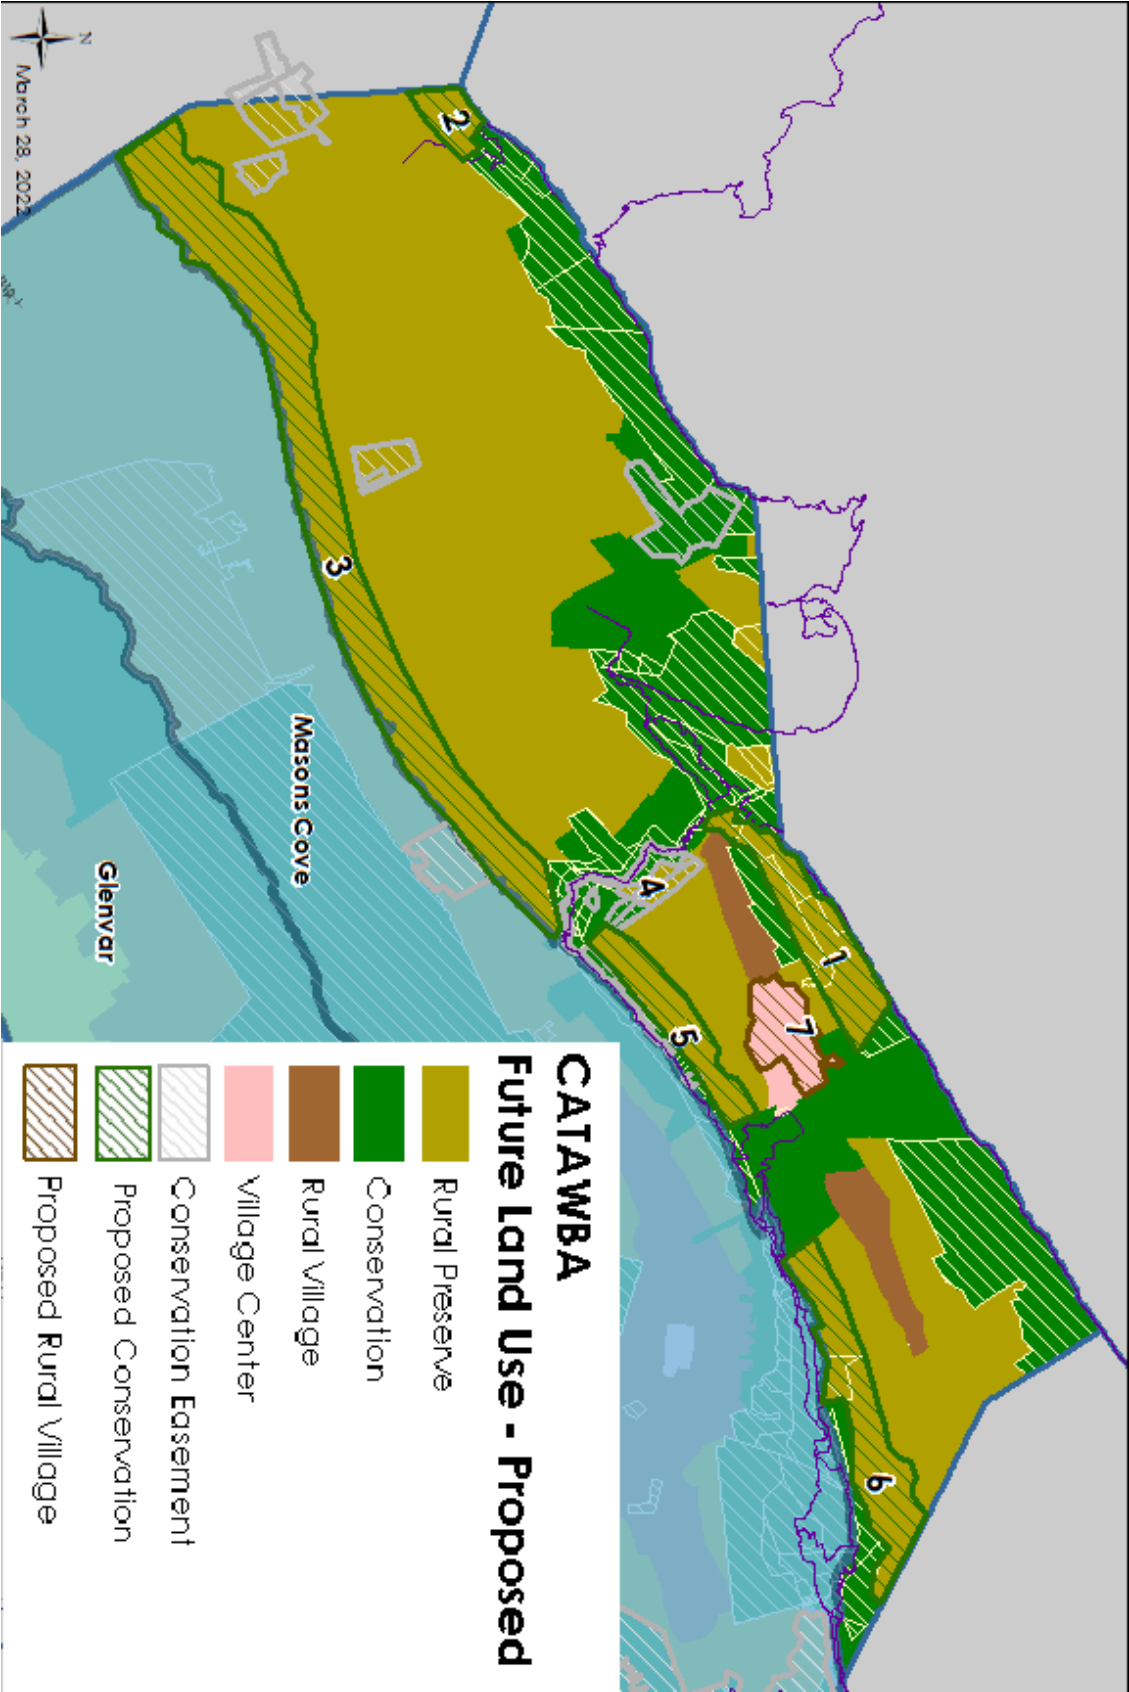 CATAWBA
Future Land Use - Proposed
Rural Preserve
Conservation
Rural Village
Village Center
Conservation Easement
Proposed Conservation
Proposed Rural Village
1
2
3
4
5
6
7
Masons Cove
Glenvar
N
March 28, 2022